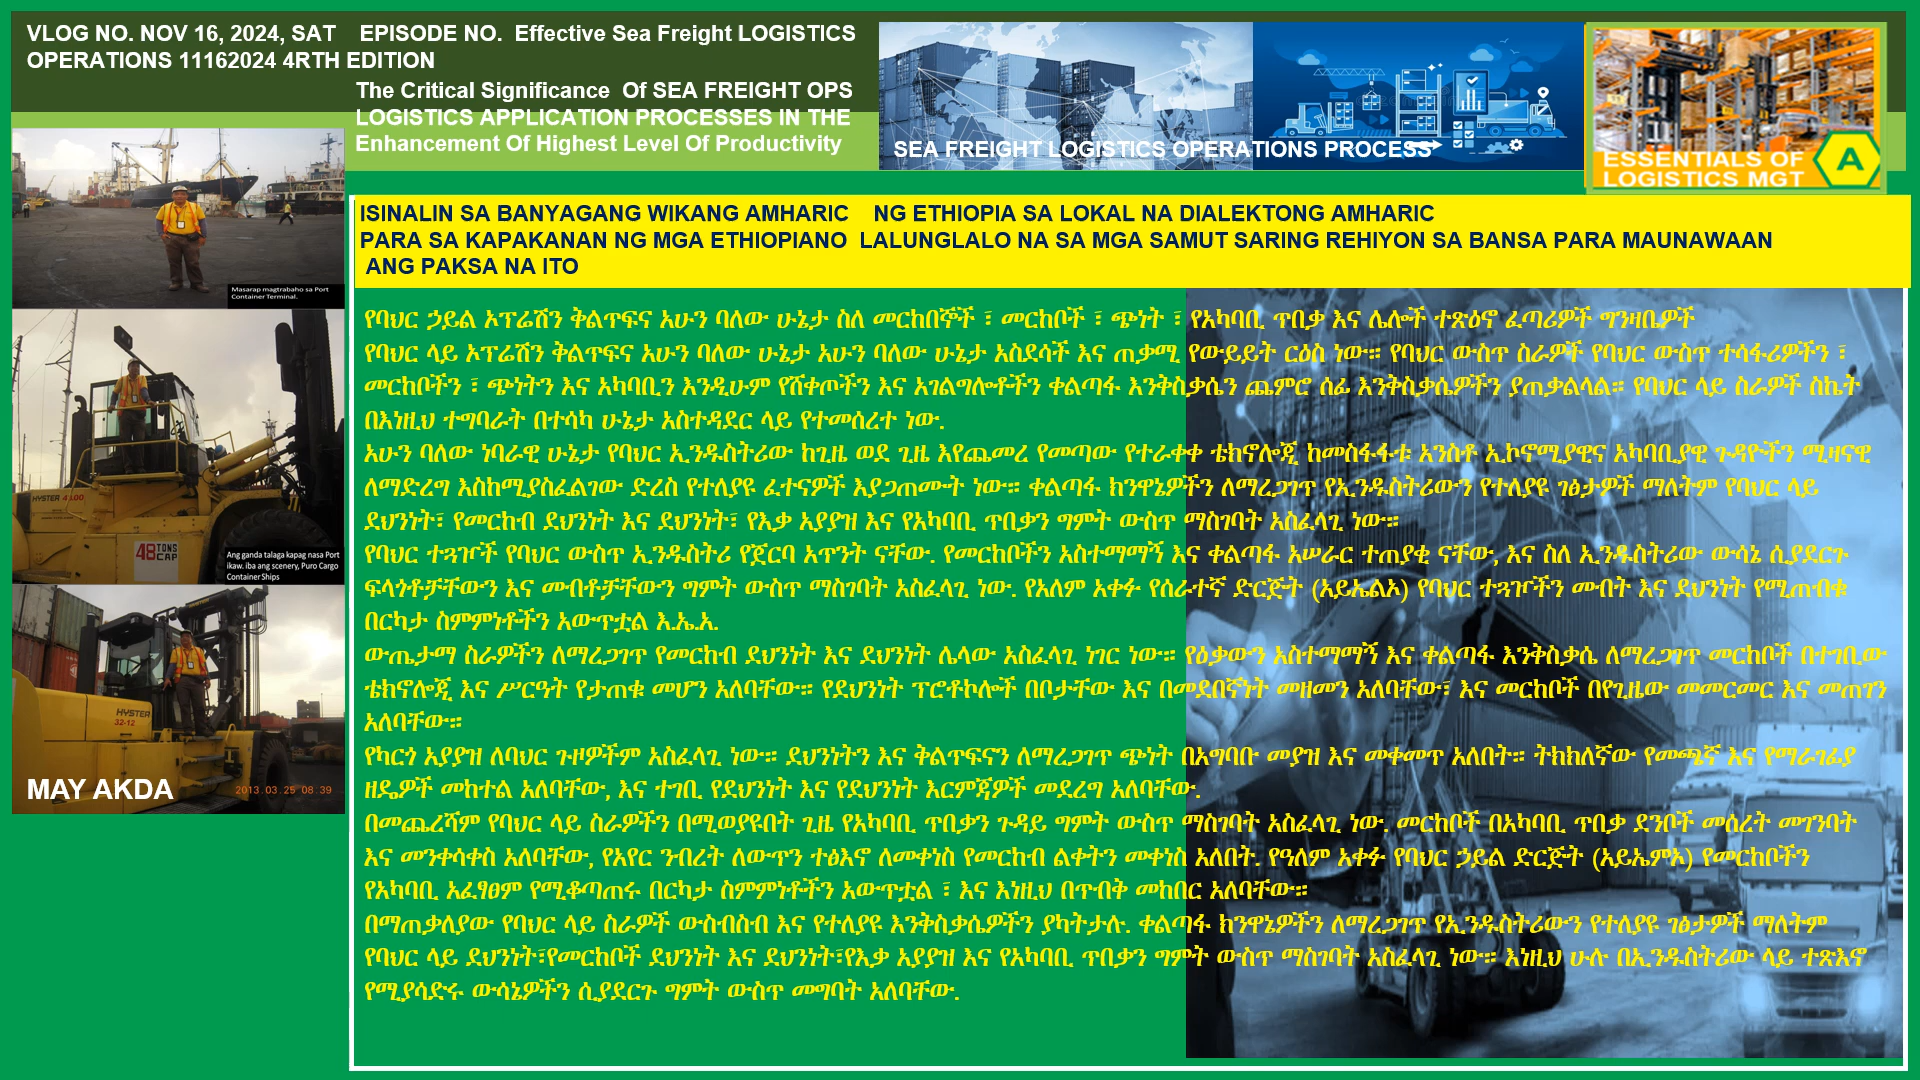 VLOG NO. NOV 16, 2024, SAT    EPISODE NO.  Effective Sea Freight LOGISTICS
OPERATIONS 11162024 4RTH EDITION
The Critical Significance  Of SEA FREIGHT OPS
LOGISTICS APPLICATION PROCESSES IN THE
Enhancement Of Highest Level Of Productivity
SEA FREIGHT LOGISTICS OPERATIONS PROCESS
ESSENTIALS OF
LOGISTICS MGT
A
Masarap magtrabaho sa Port
Container Terminal.
HYSTER
48 TONS
CAP
Ang ganda talaga kapag nasa Port
ikaw. iba ang scenery, Puro Cargo
Container Ships
HYSTER
32-12
MAY AKDA
2013.03.25 08:39
ISINALIN SA BANYAGANG WIKANG AMHARIC    NG ETHIOPIA SA LOKAL NA DIALEKTONG AMHARIC
PARA SA KAPAKANAN NG MGA ETHIOPIANO  LALUNGLALO NA SA MGA SAMUT SARING REHIYON SA BANSA PARA MAUNAWAAN
ANG PAKSA NA ITO
የባህር ኃይል ኦፕሬሽን ቅልጥፍና አሁን ባለው ሁኔታ ስለ መርከበኞች ፣ መርከቦች ፣ ጭነት ፣ የአካባቢ ጥበቃ እና ሌሎች ተጽዕኖ ፈጣሪዎች ግንዛቤዎች
የባህር ላይ ኦፕሬሽን ቅልጥፍና አሁን ባለው ሁኔታ አሁን ባለው ሁኔታ አስደሳች እና ጠቃሚ የውይይት ርዕስ ነው። የባህር ውስጥ ስራዎች የባህር ውስጥ ተሳፋሪዎችን ፣
መርከቦችን ፣ ጭነትን እና አካባቢን እንዲሁም የሸቀጦችን እና አገልግሎቶችን ቀልጣፋ እንቅስቃሴን ጨምሮ ሰፊ እንቅስቃሴዎችን ያጠቃልላል። የባህር ላይ ስራዎች ስኬት
በእነዚህ ተግባራት በተሳካ ሁኔታ አስተዳደር ላይ የተመሰረተ ነው.
አሁን ባለው ነባራዊ ሁኔታ የባህር ኢንዱስትሪው ከጊዜ ወደ ጊዜ እየጨመረ የመጣው የተራቀቀ ቴክኖሎጂ ከመስፋፋቱ አንስቶ ኢኮኖሚያዊና አካባቢያዊ ጉዳዮችን ሚዛናዊ
ለማድረግ እስከሚያስፈልገው ድረስ የተለያዩ ፈተናዎች እያጋጠሙት ነው። ቀልጣፋ ክንዋኔዎችን ለማረጋገጥ የኢንዱስትሪውን የተለያዩ ገፅታዎች ማለትም የባህር ላይ
ደህንነት፣ የመርከብ ደህንነት እና ደህንነት፣ የእቃ አያያዝ እና የአካባቢ ጥበቃን ግምት ውስጥ ማስገባት አስፈላጊ ነው።
የባህር ተጓዦች የባህር ውስጥ ኢንዱስትሪ የጀርባ አጥንት ናቸው. የመርከቦችን አስተማማኝ እና ቀልጣፋ አሠራር ተጠያቂ ናቸው, እና ስለ ኢንዱስትሪው ውሳኔ ሲያደርጉ
ፍላጎቶቻቸውን እና መብቶቻቸውን ግምት ውስጥ ማስገባት አስፈላጊ ነው. የአለም አቀፉ የሰራተኛ ድርጅት (አይኤልኦ) የባህር ተጓዦችን መብት እና ደህንነት የሚጠብቁ
በርካታ ስምምነቶችን አውጥቷል እ.ኤ.አ.
ውጤታማ ስራዎችን ለማረጋገጥ የመርከብ ደህንነት እና ደህንነት ሌላው አስፈላጊ ነገር ነው። የዕቃውን አስተማማኝ እና ቀልጣፋ እንቅስቃሴ ለማረጋገጥ መርከቦች በተገቢው
ቴክኖሎጂ እና ሥርዓት የታጠቁ መሆን አለባቸው። የደህንነት ፕሮቶኮሎች በቦታቸው እና በመደበኛነት መዘመን አለባቸው፣ እና መርከቦች በየጊዜው መመርመር እና መጠገን
አለባቸው።
የካርጎ አያያዝ ለባህር ጉዞዎችም አስፈላጊ ነው። ደህንነትን እና ቅልጥፍናን ለማረጋገጥ ጭነት በአግባቡ መያዝ እና መቀመጥ አለበት። ትክክለኛው የመጫኛ እና የማራገፊያ
ዘዴዎች መከተል አለባቸው, እና ተገቢ የደህንነት እና የደህንነት እርምጃዎች መደረግ አለባቸው.
በመጨረሻም የባህር ላይ ስራዎችን በሚወያዩበት ጊዜ የአካባቢ ጥበቃን ጉዳይ ግምት ውስጥ ማስገባት አስፈላጊ ነው. መርከቦች በአካባቢ ጥበቃ ደንቦች መሰረት መገንባት
እና መንቀሳቀስ አለባቸው, የአየር ንብረት ለውጥን ተፅእኖ ለመቀነስ የመርከብ ልቀትን መቀነስ አለበት. የዓለም አቀፉ የባህር ኃይል ድርጅት (አይኤምኦ) የመርከቦችን
የአካባቢ አፈፃፀም የሚቆጣጠሩ በርካታ ስምምነቶችን አውጥቷል ፣ እና እነዚህ በጥብቅ መከበር አለባቸው።
በማጠቃለያው የባህር ላይ ስራዎች ውስብስብ እና የተለያዩ እንቅስቃሴዎችን ያካትታሉ. ቀልጣፋ ክንዋኔዎችን ለማረጋገጥ የኢንዱስትሪውን የተለያዩ ገፅታዎች ማለትም
የባህር ላይ ደህንነት፣የመርከቦች ደህንነት እና ደህንነት፣የእቃ አያያዝ እና የአካባቢ ጥበቃን ግምት ውስጥ ማስገባት አስፈላጊ ነው። እነዚህ ሁሉ በኢንዱስትሪው ላይ ተጽእኖ
የሚያሳድሩ ውሳኔዎችን ሲያደርጉ ግምት ውስጥ መግባት አለባቸው.